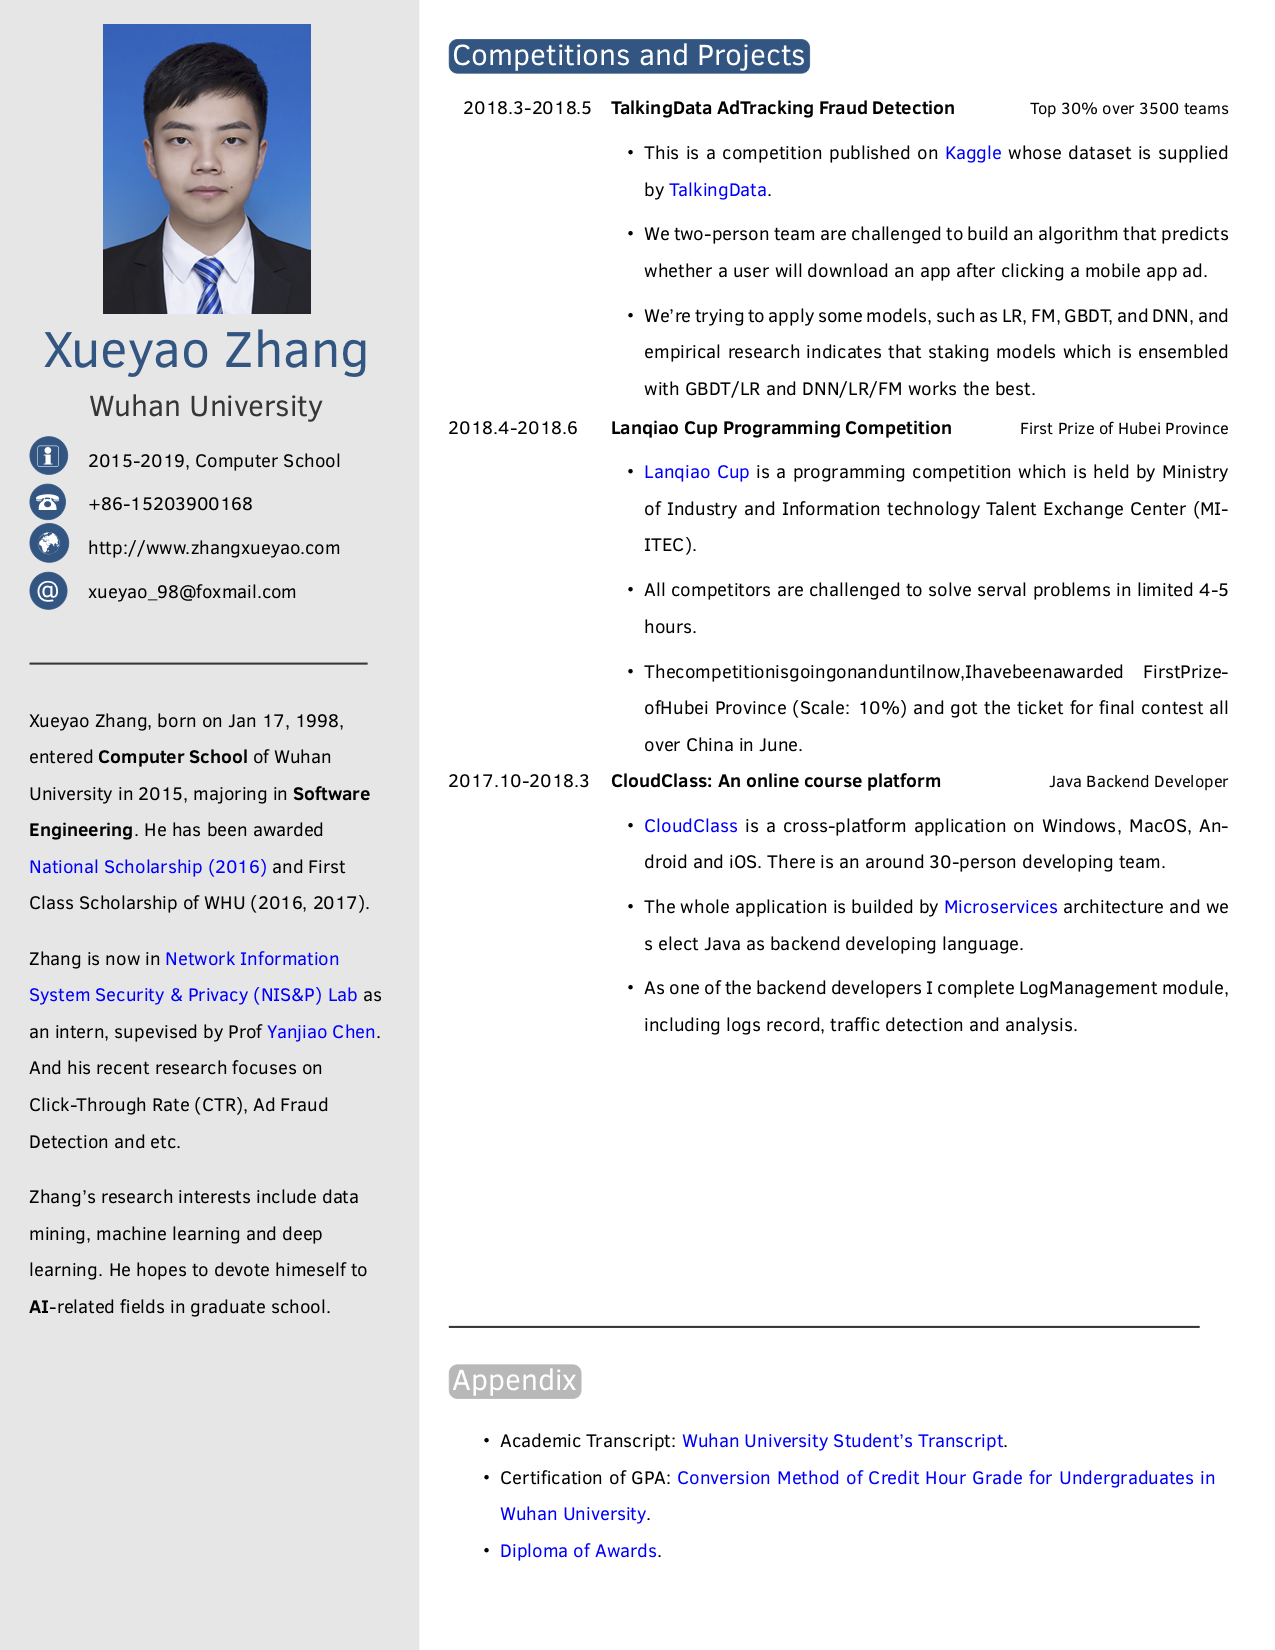 Xueyao Zhang
Wuhan University
2015-2019, Computer School
+86-15203900168
http://www.zhangxueyao.com
@ xueyao_98@foxmail.com
Xueyao Zhang, born on Jan 17, 1998,
entered Computer School of Wuhan
University in 2015, majoring in Software
Engineering. He has been awarded
National Scholarship (2016) and First
Class Scholarship of WHU (2016, 2017).
Zhang is now in Network Information
System Security & Privacy (NIS&P) Lab as
an intern, supevised by Prof Yanjiao Chen.
And his recent research focuses on
Click-Through Rate (CTR), Ad Fraud
Detection and etc.
Zhang's research interests include data
mining, machine learning and deep
learning. He hopes to devote himeself to
AI-related fields in graduate school.
Competitions and Projects
2018.3-2018.5 TalkingData AdTracking Fraud Detection Top 30% over 3500 teams
• This is a competition published on Kaggle whose dataset is supplied
by TalkingData.
• We two-person team are challenged to build an algorithm that predicts
whether a user will download an app after clicking a mobile app ad.
• We're trying to apply some models, such as LR, FM, GBDT, and DNN, and
empirical research indicates that staking models which is ensembled
with GBDT/LR and DNN/LR/FM works the best.
2018.4-2018.6 Lanqiao Cup Programming Competition First Prize of Hubei Province
• Lanqiao Cup is a programming competition which is held by Ministry
of Industry and Information technology Talent Exchange Center (MI-
ITEC).
• All competitors are challenged to solve serval problems in limited 4-5
hours.
• Thecompetitionisgoingonanduntilnow,Ihavebeenawarded FirstPrize-
ofHubei Province (Scale: 10%) and got the ticket for final contest all
over China in June.
2017.10-2018.3 CloudClass: An online course platform Java Backend Developer
• CloudClass is a cross-platform application on Windows, MacOS, An-
droid and iOS. There is an around 30-person developing team.
• The whole application is builded by Microservices architecture and we
s elect Java as backend developing language.
• As one of the backend developers I complete LogManagement module,
including logs record, traffic detection and analysis.
Appendix
• Academic Transcript: Wuhan University Student's Transcript.
• Certification of GPA: Conversion Method of Credit Hour Grade for Undergraduates in
Wuhan University.
• Diploma of Awards.